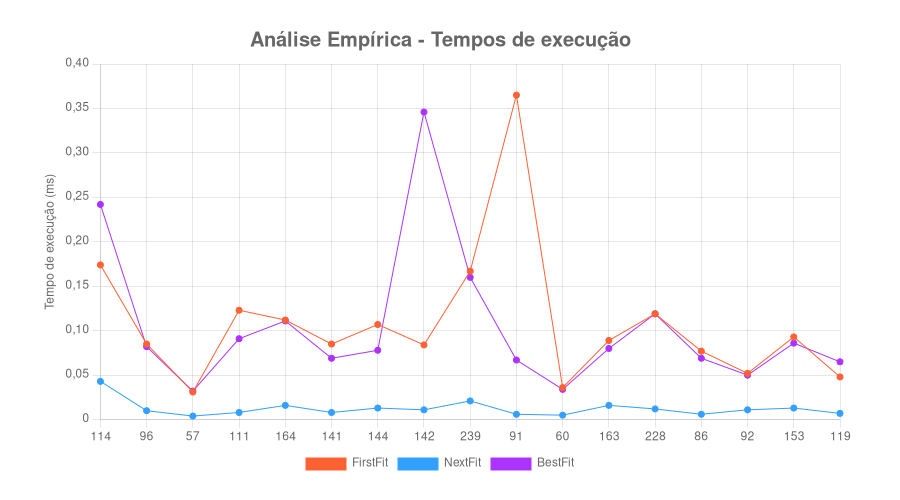 Análise Empírica - Tempos de execução
0,40
0,35
0,30
0,25
0,20
0,15
0,10
0,05
0
Tempo de execução (ms)
114 96 57 111 164 141 144 142 239 91 60 163 228 86 92 153 119
FirstFit NextFit BestFit